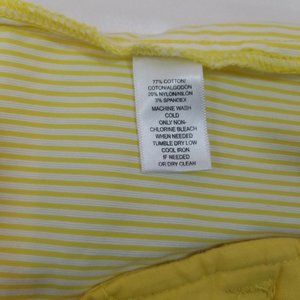 77% COTTON/
COTON/ALGODON
20% NYLON/NILON
3% SPANDEX
MACHINE WASH
COLD
ONLY NON-
CHLORINE BLEACH
WHEN NEEDED
TUMBLE DRY LOW
COOL IRON
IF NEEDED
OR DRY CLEAN